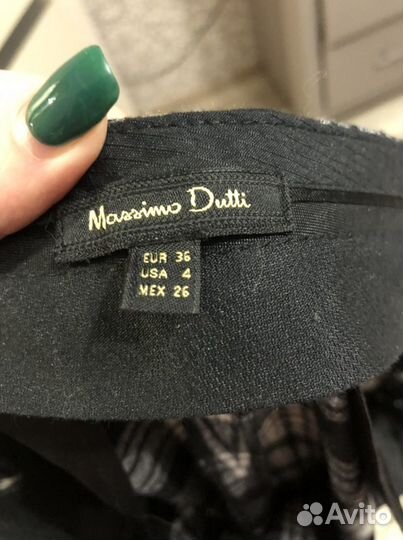 Massimo Dutti
EUR 36
USA 4
MEX 26
Avito